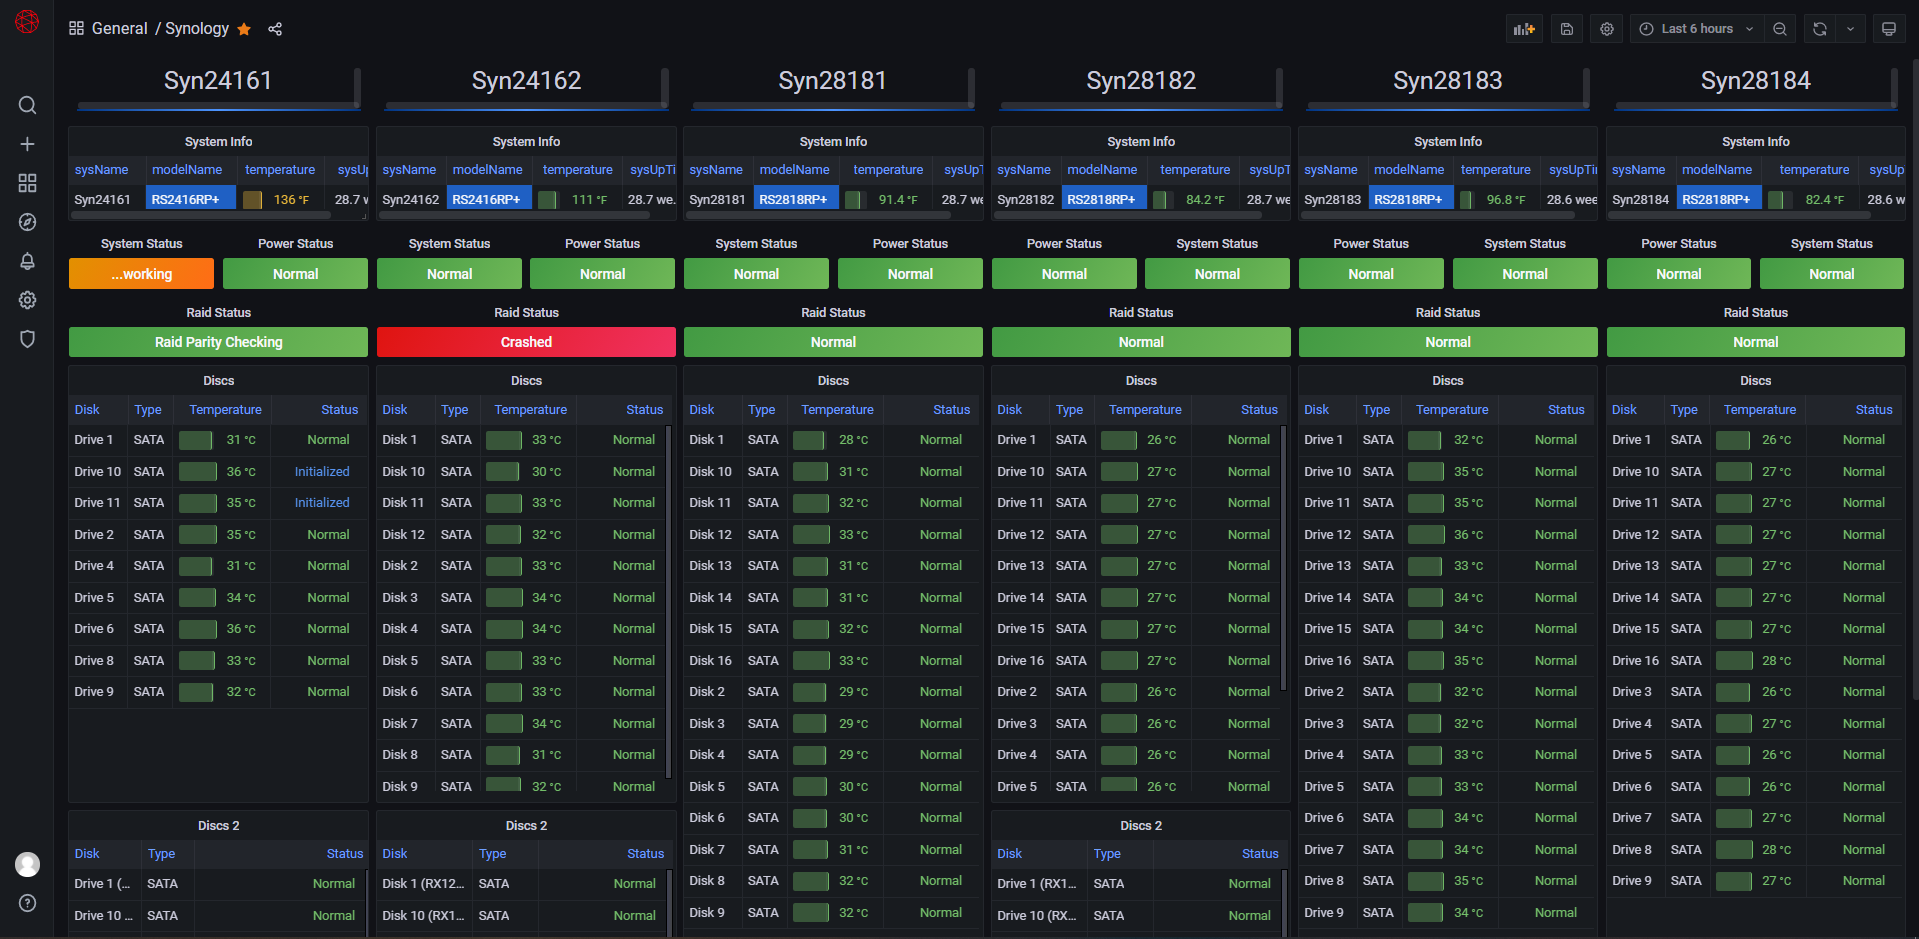 General / Synology
Last 6 hours
Syn24161 Syn24162 Syn28181 Syn28182 Syn28183 Syn28184
System Info System Info System Info System Info System Info System Info
sysName modelName temperature sysUp sysName modelName temperature sysUpTi sysName modelName temperature sysUpT sysName modelName temperature sysUpT sysName modelName temperature sysUpTi sysName modelName temperature sysUp
Syn24161 RS2416RP+ 136 °F 28.7 w Syn24162 RS2416RP+ 111 °F 28.7 we. Syn28181 RS2818RP+ 91.4 °F 28.7 we Syn28182 RS2818RP+ 84.2 °F 28.7 we Syn28183 RS2818RP+ 96.8 °F 28.6 wee Syn28184 RS2818RP+ 82.4 °F 28.6 w
System Status Power Status System Status Power Status System Status Power Status Power Status System Status Power Status System Status Power Status System Status
...working Normal Normal Normal Normal Normal Normal Normal Normal Normal Normal Normal
Raid Status Raid Status Raid Status Raid Status Raid Status Raid Status
Raid Parity Checking Crashed Normal Normal Normal Normal
Discs Discs Discs Discs Discs Discs
Disk Type Temperature Status Disk Type Temperature Status Disk Type Temperature Status Disk Type Temperature Status Disk Type Temperature Status Disk Type Temperature Status
Drive 1 SATA 31 °C Normal Disk 1 SATA 33 °C Normal Disk 1 SATA 28 °C Normal Drive 1 SATA 26 °C Normal Drive 1 SATA 32 °C Normal Drive 1 SATA 26 °C Normal
Drive 10 SATA 36 °C Initialized Disk 10 SATA 30 °C Normal Disk 10 SATA 31 °C Normal Drive 10 SATA 27 °C Normal Drive 10 SATA 35 °C Normal Drive 10 SATA 27 °C Normal
Drive 11 SATA 35 °C Initialized Disk 11 SATA 33 °C Normal Disk 11 SATA 32 °C Normal Drive 11 SATA 27 °C Normal Drive 11 SATA 35 °C Normal Drive 11 SATA 27 °C Normal
Drive 2 SATA 35 °C Normal Disk 12 SATA 32 °C Normal Disk 12 SATA 33 °C Normal Drive 12 SATA 27 °C Normal Drive 12 SATA 36 °C Normal Drive 12 SATA 27 °C Normal
Drive 4 SATA 31 °C Normal Disk 2 SATA 33 °C Normal Disk 13 SATA 31 °C Normal Drive 13 SATA 27 °C Normal Drive 13 SATA 33 °C Normal Drive 13 SATA 27 °C Normal
Drive 5 SATA 34 °C Normal Disk 3 SATA 34 °C Normal Disk 14 SATA 31 °C Normal Drive 14 SATA 27 °C Normal Drive 14 SATA 34 °C Normal Drive 14 SATA 27 °C Normal
Drive 6 SATA 36 °C Normal Disk 4 SATA 34 °C Normal Disk 15 SATA 32 °C Normal Drive 15 SATA 27 °C Normal Drive 15 SATA 34 °C Normal Drive 15 SATA 27 °C Normal
Drive 8 SATA 33 °C Normal Disk 5 SATA 33 °C Normal Disk 16 SATA 33 °C Normal Drive 16 SATA 27 °C Normal Drive 16 SATA 35 °C Normal Drive 16 SATA 28 °C Normal
Drive 9 SATA 32 °C Normal Disk 6 SATA 33 °C Normal Disk 2 SATA 29 °C Normal Drive 2 SATA 26 °C Normal Drive 2 SATA 32 °C Normal Drive 3 SATA 26 °C Normal
Disk 7 SATA 34 °C Normal Disk 3 SATA 29 °C Normal Drive 3 SATA 26 °C Normal Drive 3 SATA 32 °C Normal Drive 4 SATA 27 °C Normal
Disk 8 SATA 31 °C Normal Disk 4 SATA 29 °C Normal Drive 4 SATA 26 °C Normal Drive 4 SATA 33 °C Normal Drive 5 SATA 26 °C Normal
Disk 9 SATA 32 °C Normal Disk 5 SATA 30 °C Normal Drive 5 SATA 26 °C Normal Drive 5 SATA 33 °C Normal Drive 6 SATA 26 °C Normal
Disk 6 SATA 30 °C Normal Drive 6 SATA 34 °C Normal Drive 7 SATA 27 °C Normal
Discs 2 Discs 2 Discs 2
Disk 7 SATA 31 °C Normal Drive 7 SATA 34 °C Normal Drive 8 SATA 28 °C Normal
Disk Type Status Disk Type Status Disk Type Status
Disk 8 SATA 32 °C Normal Drive 8 SATA 35 °C Normal Drive 9 SATA 27 °C Normal
Drive 1 (... SATA Normal Disk 1 (RX12... SATA Normal Drive 1 (RX1... SATA Normal
Disk 9 SATA 32 °C Normal Drive 9 SATA 34 °C Normal
Drive 10 ... SATA Normal Disk 10 (RX1... SATA Normal Drive 10 (RX... SATA Normal